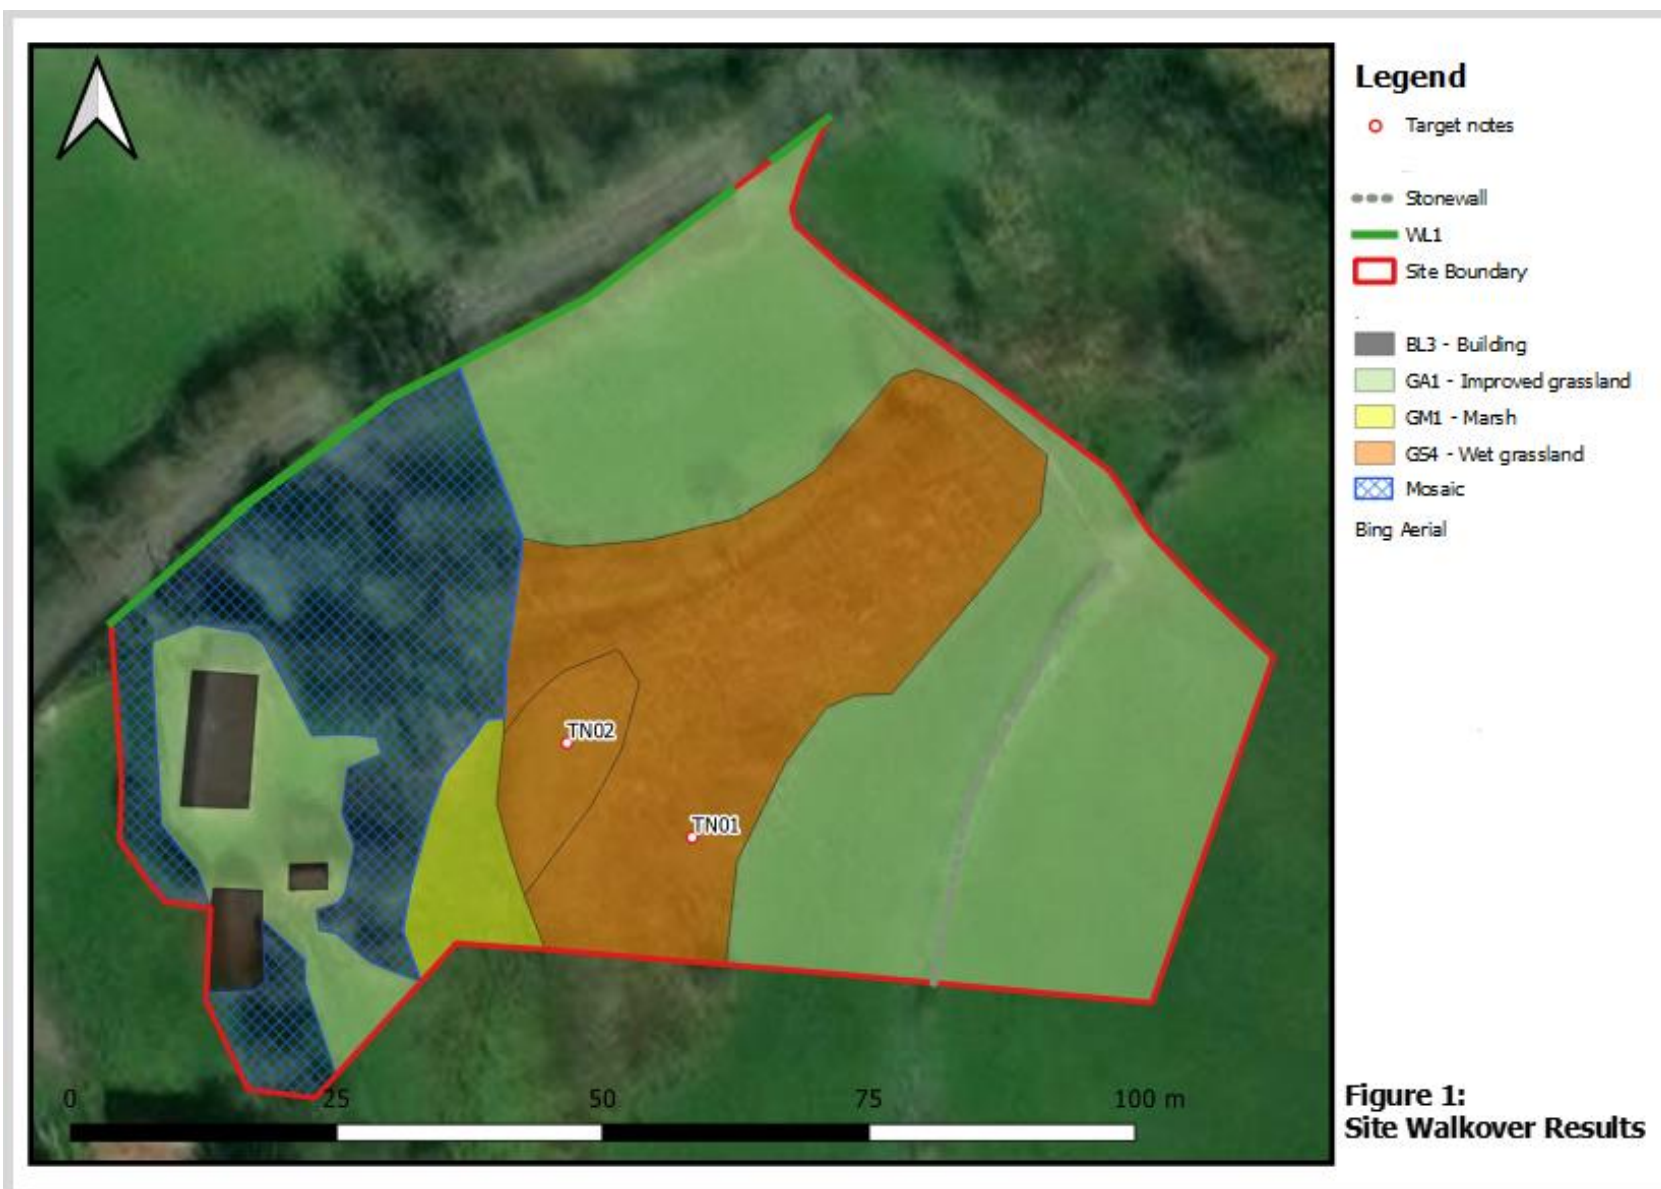 Legend
Target notes
Stonewall
WL1
Site Boundary
BL3 - Building
GA1 - Improved grassland
GM1 - Marsh
GS4 - Wet grassland
Mosaic
Bing Aerial
TN02
TN01
0 25 50 75 100 m
Figure 1:
Site Walkover Results